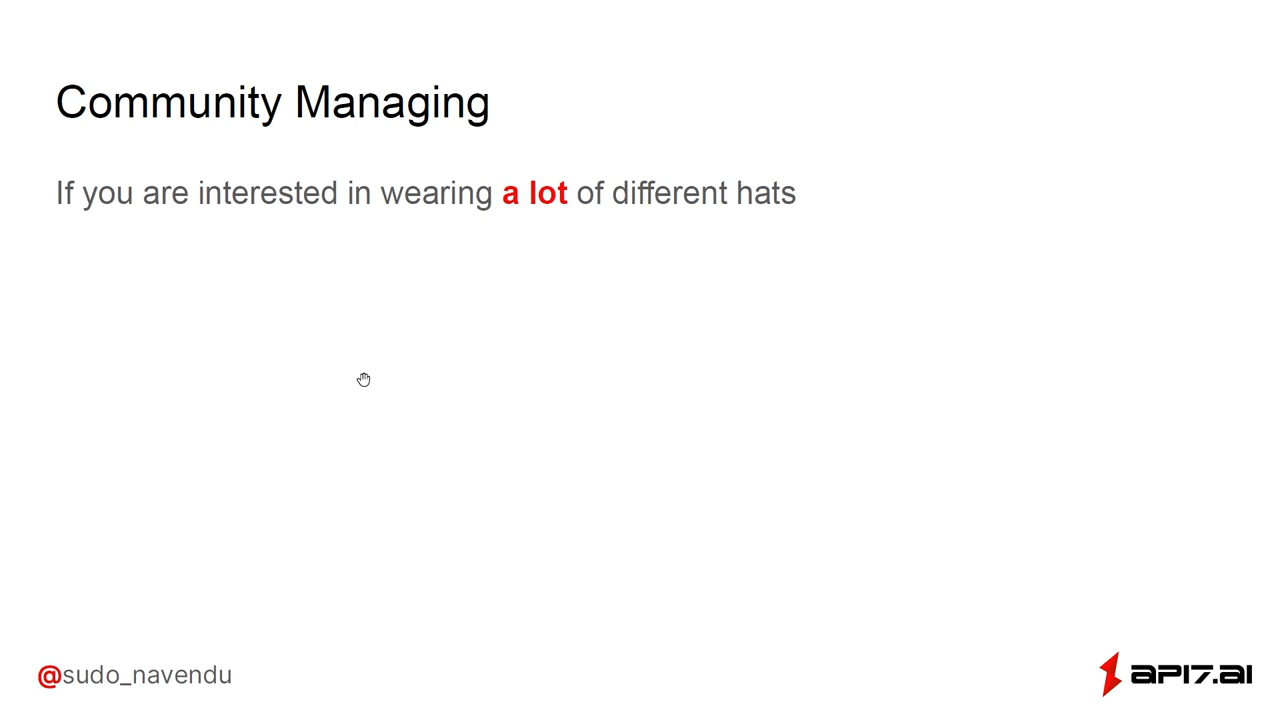 Community Managing
If you are interested in wearing a lot of different hats
@sudo_navendu
API7.AI